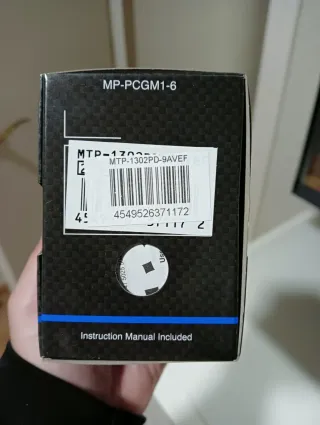 MP-PCGM1-6
MTP-1302PD-9AVEF
4549526371172
Instruction Manual Included